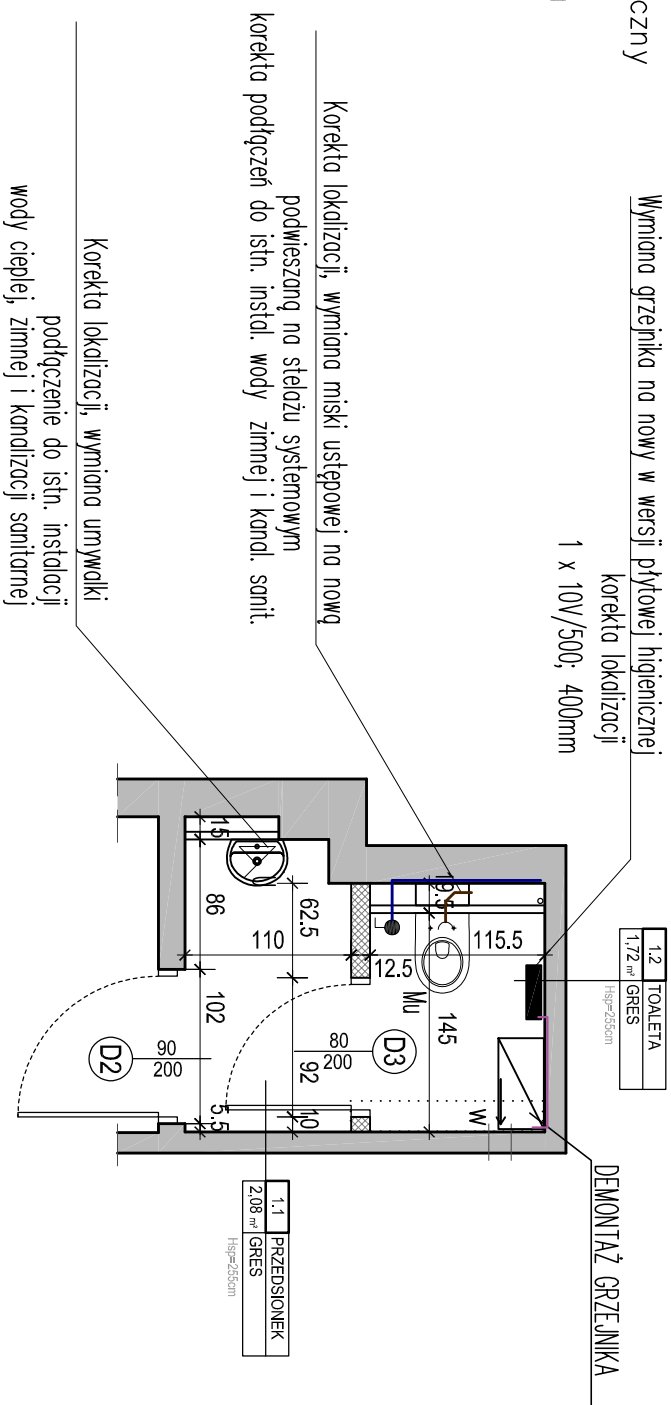 czny
Wymiana grzejnika na nowy w wersji płytowej higienicznej
korekta lokalizacji
1 x 10V/500; 400mm
Korekta lokalizacji, wymiana miski ustępowej na nową
podwieszaną na stelażu systemowym
korekta podłączeń do istn. instal. wody zimnej i kanal. sanit.
Korekta lokalizacji, wymiana umywalki
podłączenie do istn. instalacji
wody ciepłej, zimnej i kanalizacji sanitarnej
1.2 TOALETA
1,72 m² GRES
Hsp=255cm
DEMONTAŻ GRZEJNIKA
19.5
115.5
145
Mu
12.5
W
D3
80
200
110
62.5
92
10
15
86
102
5.5
D2
90
200
1.1 PRZEDSIONEK
2,08 m² GRES
Hsp=255cm